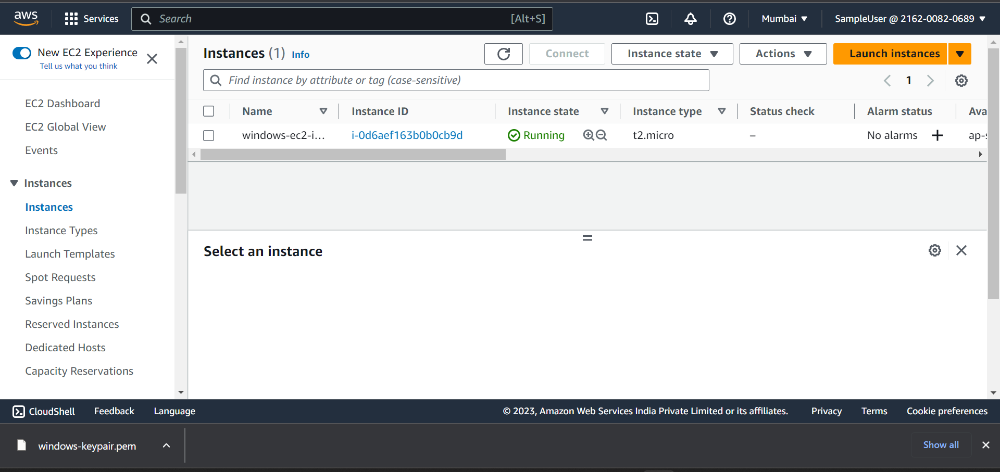 aws
Services
Search [Alt+S]
Mumbai
SampleUser @ 2162-0082-0689
New EC2 Experience
Tell us what you think
EC2 Dashboard
EC2 Global View
Events
Instances
Instances
Instance Types
Launch Templates
Spot Requests
Savings Plans
Reserved Instances
Dedicated Hosts
Capacity Reservations
Instances (1) Info
Connect
Instance state
Actions
Launch instances
Find instance by attribute or tag (case-sensitive)
1
Name Instance ID Instance state Instance type Status check Alarm status Ava
windows-ec2-i... i-0d6aef163b0b0cb9d Running t2.micro – No alarms ap-s
Select an instance
CloudShell Feedback Language © 2023, Amazon Web Services India Private Limited or its affiliates. Privacy Terms Cookie preferences
windows-keypair.pem Show all